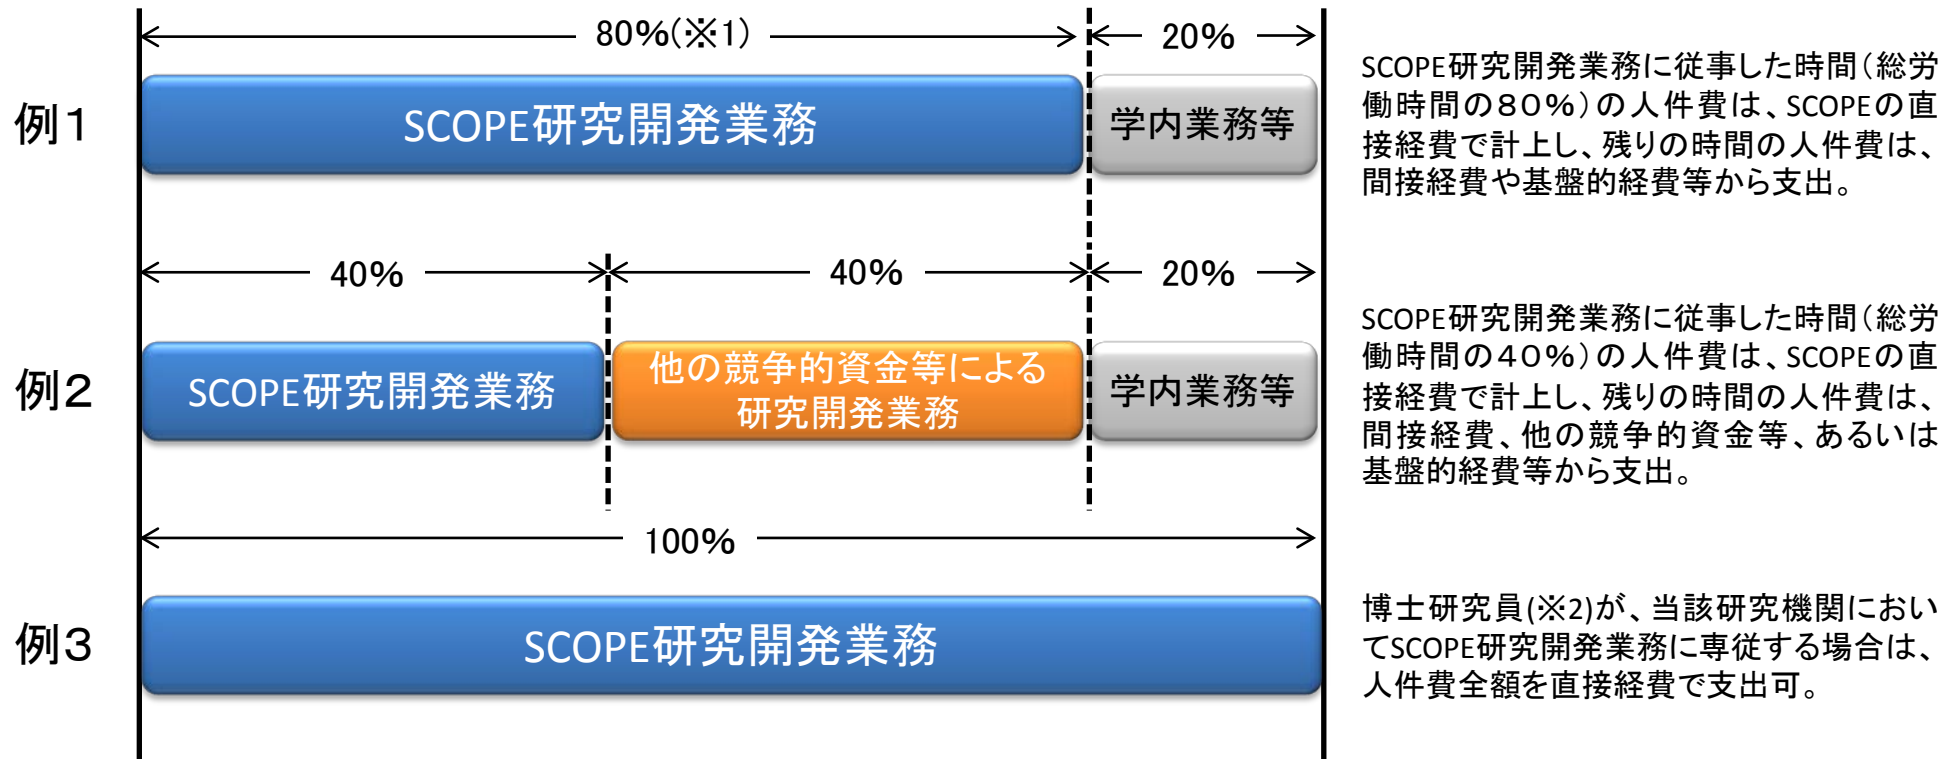 80%(※1)
20%
例1
SCOPE研究開発業務
学内業務等
SCOPE研究開発業務に従事した時間(総労
働時間の80%)の人件費は、SCOPEの直
接経費で計上し、残りの時間の人件費は、
間接経費や基盤的経費等から支出。
40%
40%
20%
例2
SCOPE研究開発業務
他の競争的資金等による
研究開発業務
学内業務等
SCOPE研究開発業務に従事した時間(総労
働時間の40%)の人件費は、SCOPEの直
接経費で計上し、残りの時間の人件費は、
間接経費、他の競争的資金等、あるいは
基盤的経費等から支出。
100%
例3
SCOPE研究開発業務
博士研究員(※2)が、当該研究機関におい
てSCOPE研究開発業務に専従する場合は、
人件費全額を直接経費で支出可。